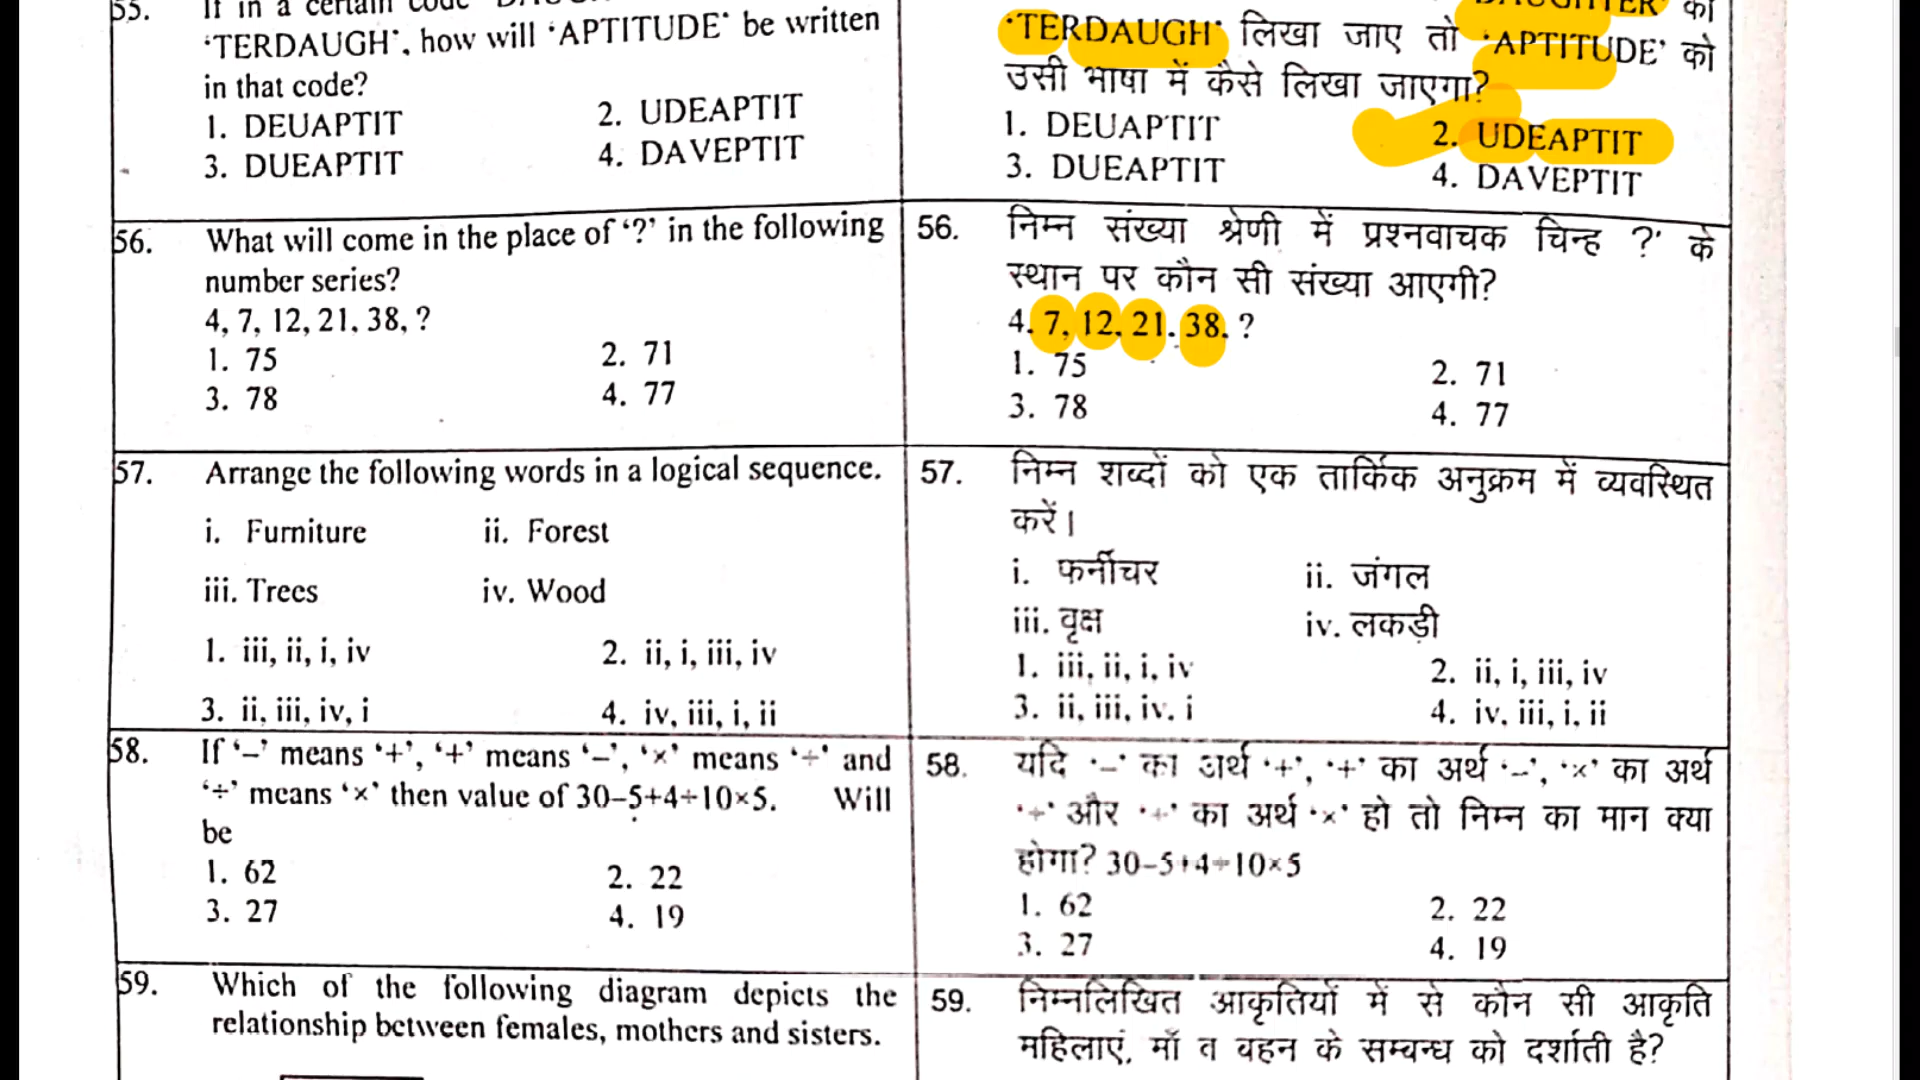 55. If in a certain code
'TERDAUGH', how will 'APTITUDE' be written
in that code?
1. DEUAPTIT 2. UDEAPTIT
3. DUEAPTIT 4. DAVEPTIT
56. What will come in the place of '?' in the following
number series?
4, 7, 12, 21, 38, ?
1. 75 2. 71
3. 78 4. 77
57. Arrange the following words in a logical sequence.
i. Furniture ii. Forest
iii. Trees iv. Wood
1. iii, ii, i, iv 2. ii, i, iii, iv
3. ii, iii, iv, i 4. iv, iii, i, ii
58. If '–' means '+', '+' means '–', '×' means '÷' and
'÷' means '×' then value of 30–5+4÷10×5. Will
be
1. 62 2. 22
3. 27 4. 19
59. Which of the following diagram depicts the
relationship between females, mothers and sisters.
को
'TERDAUGH' लिखा जाए तो 'APTITUDE' को
उसी भाषा में कैसे लिखा जाएगा?
1. DEUAPTIT 2. UDEAPTIT
3. DUEAPTIT 4. DAVEPTIT
56. निम्न संख्या श्रेणी में प्रश्नवाचक चिन्ह ?' के
स्थान पर कौन सी संख्या आएगी?
4. 7, 12. 21. 38. ?
1. 75 2. 71
3. 78 4. 77
57. निम्न शब्दों को एक तार्किक अनुक्रम में व्यवस्थित
करें।
i. फर्नीचर ii. जंगल
iii. वृक्ष iv. लकड़ी
1. iii, ii, i, iv 2. ii, i, iii, iv
3. ii, iii, iv. i 4. iv, iii, i, ii
58. यदि '–' का अर्थ '+', '+' का अर्थ '–', '×' का अर्थ
'÷' और '÷' का अर्थ '×' हो तो निम्न का मान क्या
होगा? 30–5+4÷10×5
1. 62 2. 22
3. 27 4. 19
59. निम्नलिखित आकृतियों में से कौन सी आकृति
महिलाएं, माँ व बहन के सम्बन्ध को दर्शाती है?